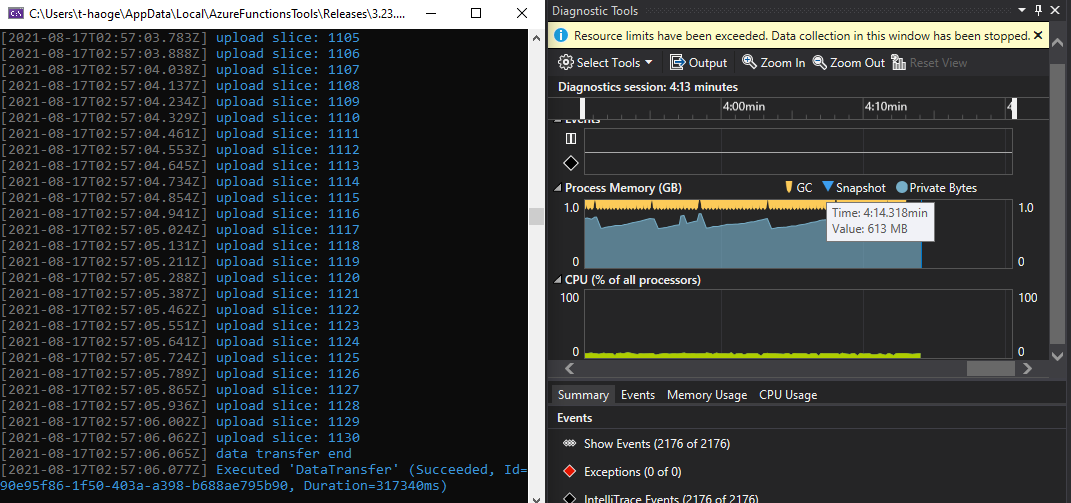 C:\Users\t-haoge\AppData\Local\AzureFunctionsTools\Releases\3.23....
[2021-08-17T02:57:03.783Z] upload slice: 1105
[2021-08-17T02:57:03.888Z] upload slice: 1106
[2021-08-17T02:57:04.038Z] upload slice: 1107
[2021-08-17T02:57:04.137Z] upload slice: 1108
[2021-08-17T02:57:04.234Z] upload slice: 1109
[2021-08-17T02:57:04.329Z] upload slice: 1110
[2021-08-17T02:57:04.461Z] upload slice: 1111
[2021-08-17T02:57:04.553Z] upload slice: 1112
[2021-08-17T02:57:04.645Z] upload slice: 1113
[2021-08-17T02:57:04.734Z] upload slice: 1114
[2021-08-17T02:57:04.854Z] upload slice: 1115
[2021-08-17T02:57:04.941Z] upload slice: 1116
[2021-08-17T02:57:05.024Z] upload slice: 1117
[2021-08-17T02:57:05.131Z] upload slice: 1118
[2021-08-17T02:57:05.211Z] upload slice: 1119
[2021-08-17T02:57:05.288Z] upload slice: 1120
[2021-08-17T02:57:05.387Z] upload slice: 1121
[2021-08-17T02:57:05.462Z] upload slice: 1122
[2021-08-17T02:57:05.551Z] upload slice: 1123
[2021-08-17T02:57:05.641Z] upload slice: 1124
[2021-08-17T02:57:05.724Z] upload slice: 1125
[2021-08-17T02:57:05.789Z] upload slice: 1126
[2021-08-17T02:57:05.865Z] upload slice: 1127
[2021-08-17T02:57:05.936Z] upload slice: 1128
[2021-08-17T02:57:06.002Z] upload slice: 1129
[2021-08-17T02:57:06.062Z] upload slice: 1130
[2021-08-17T02:57:06.065Z] data transfer end
[2021-08-17T02:57:06.077Z] Executed 'DataTransfer' (Succeeded, Id=
90e95f86-1f50-403a-a398-b688ae795b90, Duration=317340ms)
Diagnostic Tools
Resource limits have been exceeded. Data collection in this window has been stopped.
Select Tools Output Zoom In Zoom Out Reset View
Diagnostics session: 4:13 minutes
4:00min 4:10min 4
Events
Process Memory (GB) GC Snapshot Private Bytes
1.0 1.0
Time: 4:14.318min
Value: 613 MB
0 0
CPU (% of all processors)
100 100
0 0
Summary Events Memory Usage CPU Usage
Events
Show Events (2176 of 2176)
Exceptions (0 of 0)
IntelliTrace Events (2176 of 2176)